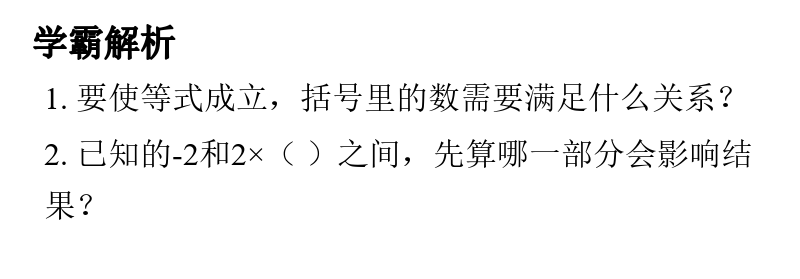 学霸解析
1. 要使等式成立，括号里的数需要满足什么关系？
2. 已知的-2和2×（ ）之间，先算哪一部分会影响结
果？